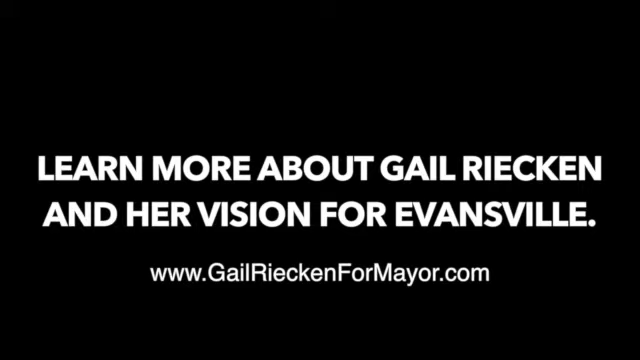 LEARN MORE ABOUT GAIL RIECKEN
AND HER VISION FOR EVANSVILLE.
www.GailRieckenForMayor.com